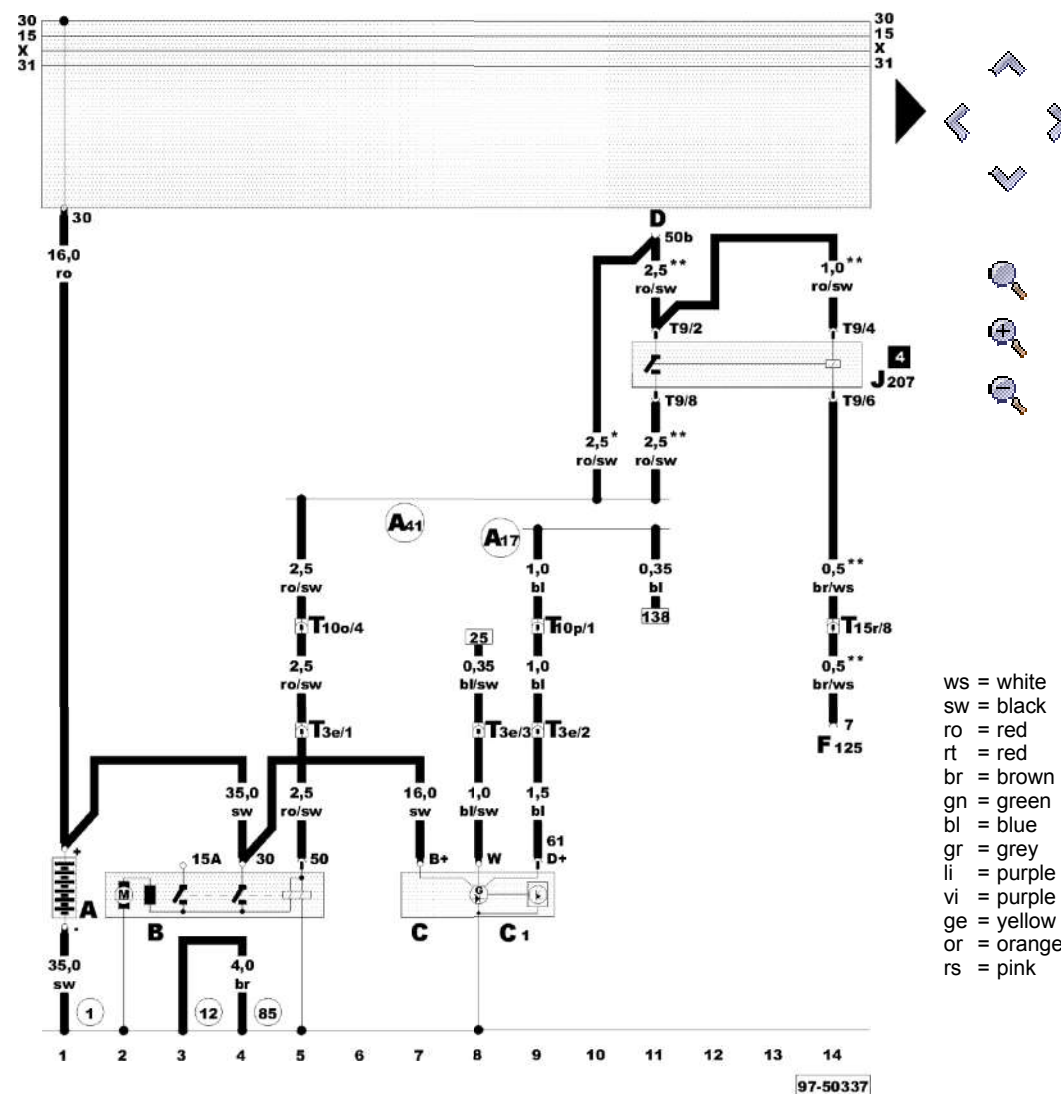 30 30
15 15
X X
31 31
30
D
50b
16,0
ro
2,5 **
ro/sw
1,0 **
ro/sw
T9/2
T9/4
4
J 207
T9/8
T9/6
2,5 *
ro/sw
2,5 **
ro/sw
A41
A17
2,5
ro/sw
1,0
bl
0,35
bl
0,5 **
br/ws
138
T10o/4
T10p/1
T15r/8
25
2,5
ro/sw
0,35
bl/sw
1,0
bl
0,5 **
br/ws
T3e/1
T3e/3
T3e/2
7
F 125
35,0
sw
2,5
ro/sw
16,0
sw
1,0
bl/sw
1,5
bl
61
+
15A
30
50
B+
W
D+
M
G
A
-
B
C
C 1
35,0
sw
4,0
br
1
12
85
1 2 3 4 5 6 7 8 9 10 11 12 13 14
97-50337
ws = white
sw = black
ro = red
rt = red
br = brown
gn = green
bl = blue
gr = grey
li = purple
vi = purple
ge = yellow
or = orange
rs = pink